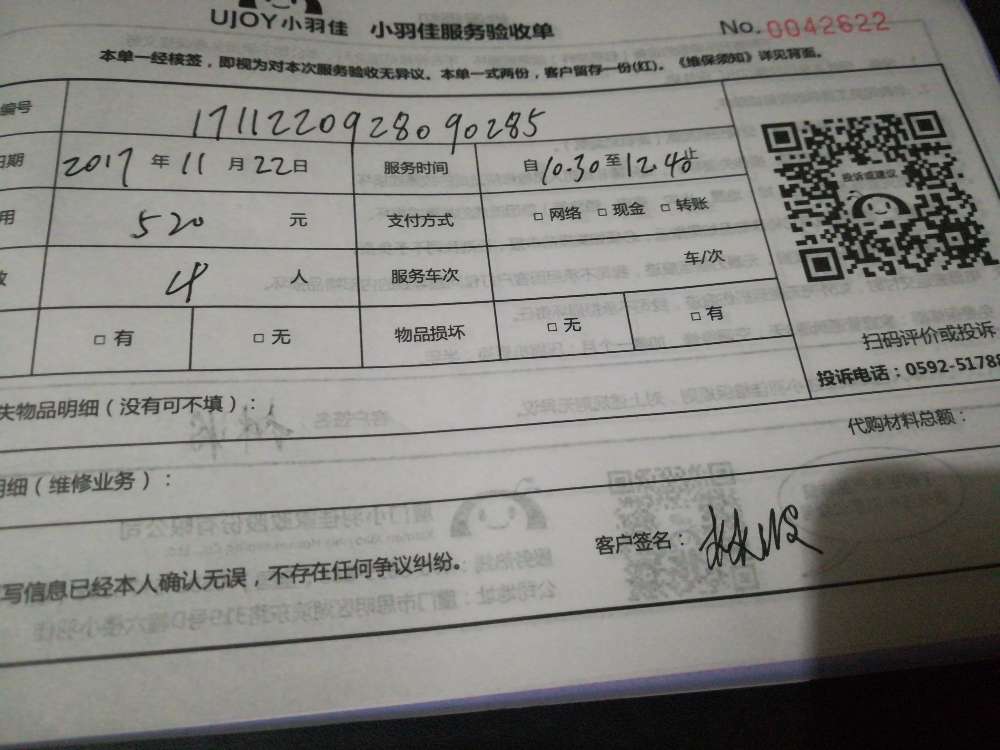 UJOY小羽佳 小羽佳服务验收单 No. 0042622
本单一经核签，即视为对本次服务验收无异议。本单一式两份，客户留存一份(红)。《维保须知》详见背面。
编号 1711220928090285
日期 2017 年 11 月 22 日 服务时间 自 10.30 至 12.40 止
用 520 元 支付方式 □ 网络 □ 现金 □ 转账
数 4 人 服务车次 车/次
□ 有 □ 无 物品损坏 □ 无 □ 有
投诉或建议
扫码评价或投诉
投诉电话：0592-51788
失物品明细（没有可不填）：
代购材料总额：
明细（维修业务）：
写信息已经本人确认无误，不存在任何争议纠纷。
客户签名：